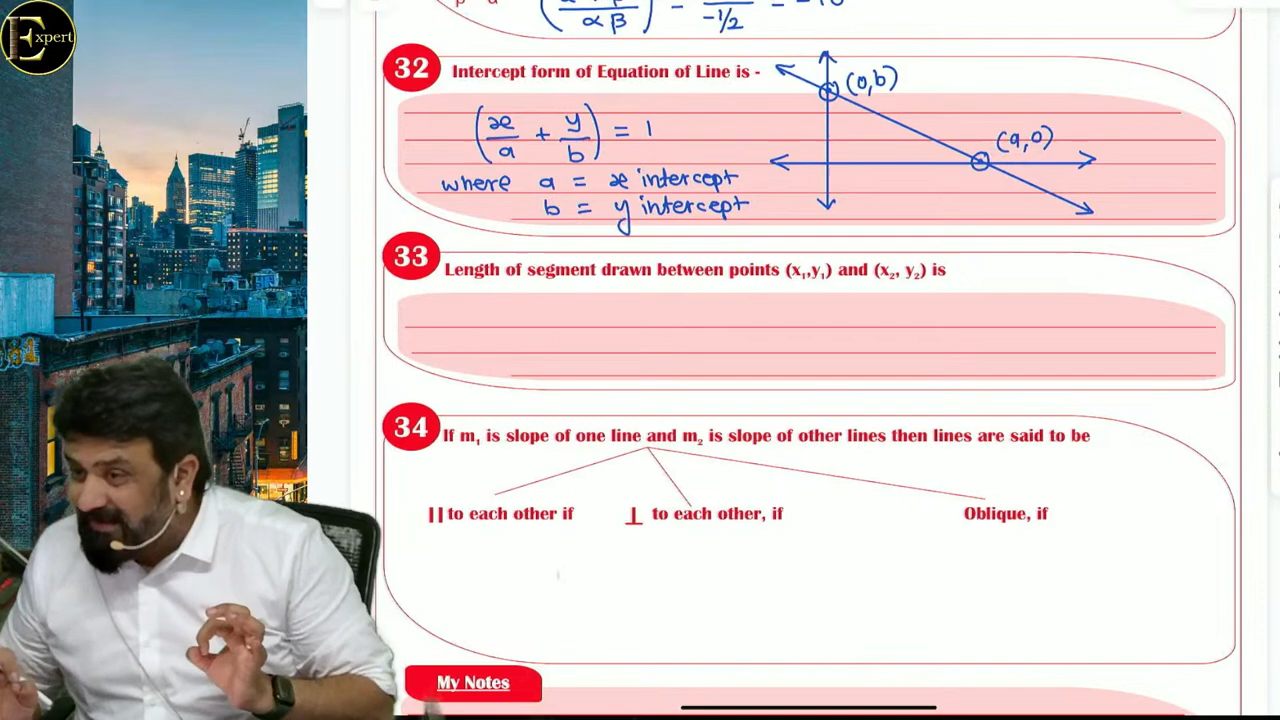 Expert
32 Intercept form of Equation of Line is -
(x/a + y/b) = 1
where a = x intercept
b = y intercept
(0,b)
(a,0)
33 Length of segment drawn between points (x₁,y₁) and (x₂, y₂) is
34 If m₁ is slope of one line and m₂ is slope of other lines then lines are said to be
|| to each other if
⊥ to each other, if
Oblique, if
My Notes